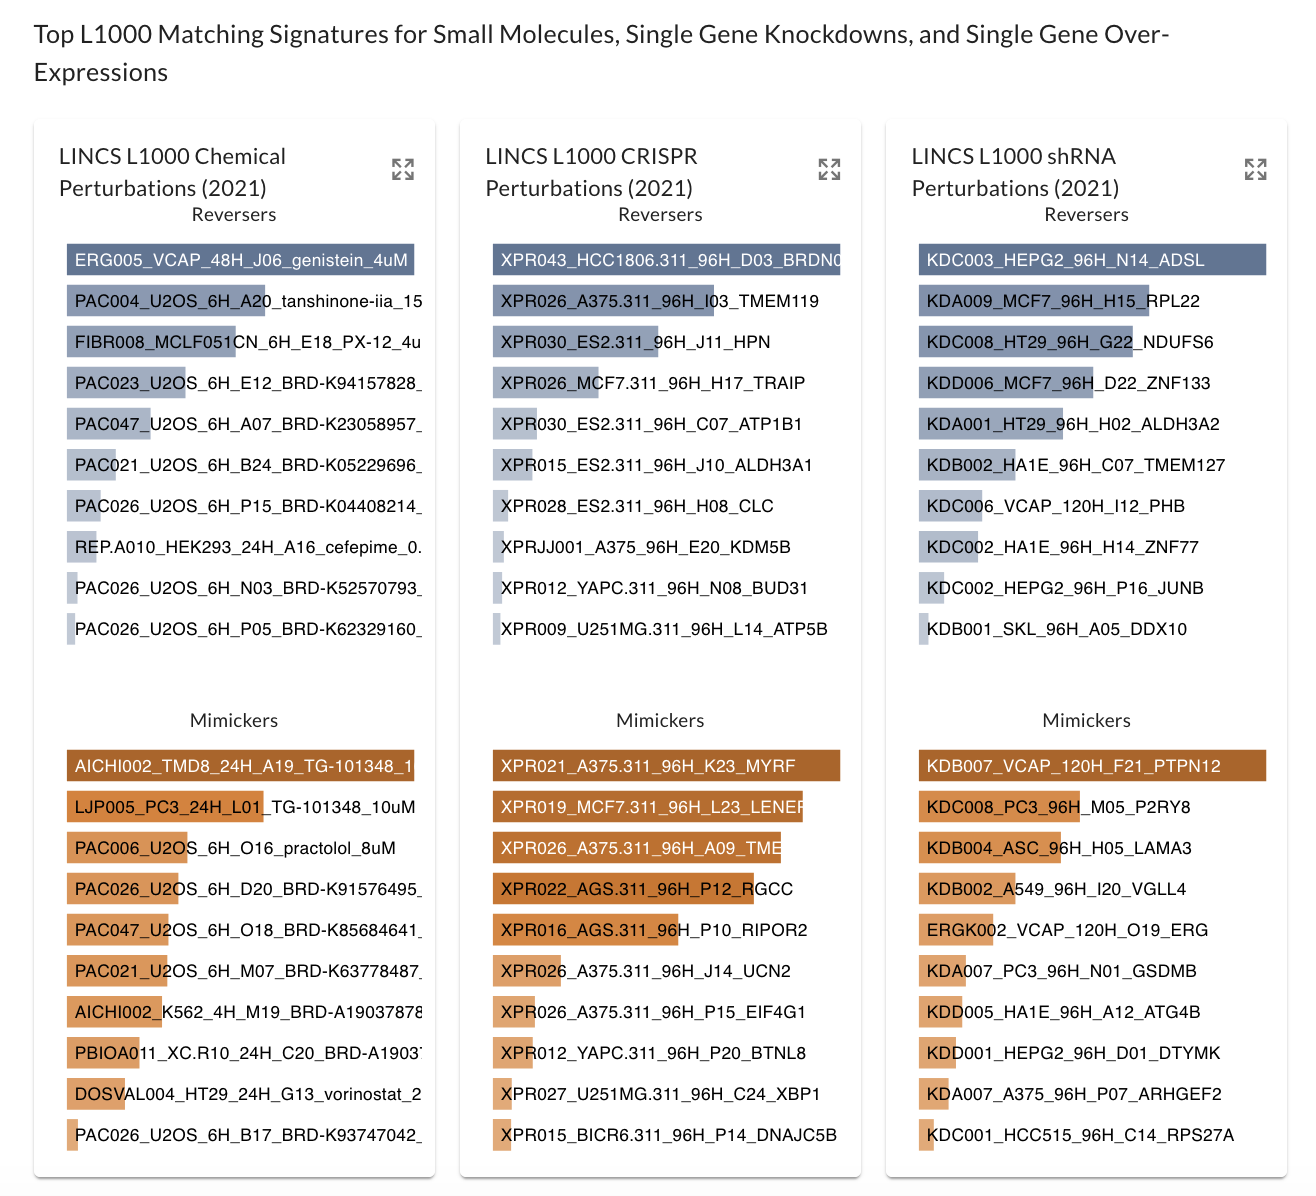 Top L1000 Matching Signatures for Small Molecules, Single Gene Knockdowns, and Single Gene Over-
Expressions
LINCS L1000 Chemical
Perturbations (2021)
Reversers
ERG005_VCAP_48H_J06_genistein_4uM
PAC004_U2OS_6H_A20_tanshinone-iia_15
FIBR008_MCLF051CN_6H_E18_PX-12_4u
PAC023_U2OS_6H_E12_BRD-K94157828_
PAC047_U2OS_6H_A07_BRD-K23058957_
PAC021_U2OS_6H_B24_BRD-K05229696_
PAC026_U2OS_6H_P15_BRD-K04408214_
REP.A010_HEK293_24H_A16_cefepime_0.
PAC026_U2OS_6H_N03_BRD-K52570793_
PAC026_U2OS_6H_P05_BRD-K62329160_
Mimickers
AICHI002_TMD8_24H_A19_TG-101348_1
LJP005_PC3_24H_L01_TG-101348_10uM
PAC006_U2OS_6H_O16_practolol_8uM
PAC026_U2OS_6H_D20_BRD-K91576495_
PAC047_U2OS_6H_O18_BRD-K85684641_
PAC021_U2OS_6H_M07_BRD-K63778487_
AICHI002_K562_4H_M19_BRD-A19037878
PBIOA011_XC.R10_24H_C20_BRD-A1903
DOSVAL004_HT29_24H_G13_vorinostat_2
PAC026_U2OS_6H_B17_BRD-K93747042_
LINCS L1000 CRISPR
Perturbations (2021)
Reversers
XPR043_HCC1806.311_96H_D03_BRDN0
XPR026_A375.311_96H_I03_TMEM119
XPR030_ES2.311_96H_J11_HPN
XPR026_MCF7.311_96H_H17_TRAIP
XPR030_ES2.311_96H_C07_ATP1B1
XPR015_ES2.311_96H_J10_ALDH3A1
XPR028_ES2.311_96H_H08_CLC
XPRJJ001_A375_96H_E20_KDM5B
XPR012_YAPC.311_96H_N08_BUD31
XPR009_U251MG.311_96H_L14_ATP5B
Mimickers
XPR021_A375.311_96H_K23_MYRF
XPR019_MCF7.311_96H_L23_LENEP
XPR026_A375.311_96H_A09_TME
XPR022_AGS.311_96H_P12_RGCC
XPR016_AGS.311_96H_P10_RIPOR2
XPR026_A375.311_96H_J14_UCN2
XPR026_A375.311_96H_P15_EIF4G1
XPR012_YAPC.311_96H_P20_BTNL8
XPR027_U251MG.311_96H_C24_XBP1
XPR015_BICR6.311_96H_P14_DNAJC5B
LINCS L1000 shRNA
Perturbations (2021)
Reversers
KDC003_HEPG2_96H_N14_ADSL
KDA009_MCF7_96H_H15_RPL22
KDC008_HT29_96H_G22_NDUFS6
KDD006_MCF7_96H_D22_ZNF133
KDA001_HT29_96H_H02_ALDH3A2
KDB002_HA1E_96H_C07_TMEM127
KDC006_VCAP_120H_I12_PHB
KDC002_HA1E_96H_H14_ZNF77
KDC002_HEPG2_96H_P16_JUNB
KDB001_SKL_96H_A05_DDX10
Mimickers
KDB007_VCAP_120H_F21_PTPN12
KDC008_PC3_96H_M05_P2RY8
KDB004_ASC_96H_H05_LAMA3
KDB002_A549_96H_I20_VGLL4
ERGK002_VCAP_120H_O19_ERG
KDA007_PC3_96H_N01_GSDMB
KDD005_HA1E_96H_A12_ATG4B
KDD001_HEPG2_96H_D01_DTYMK
KDA007_A375_96H_P07_ARHGEF2
KDC001_HCC515_96H_C14_RPS27A